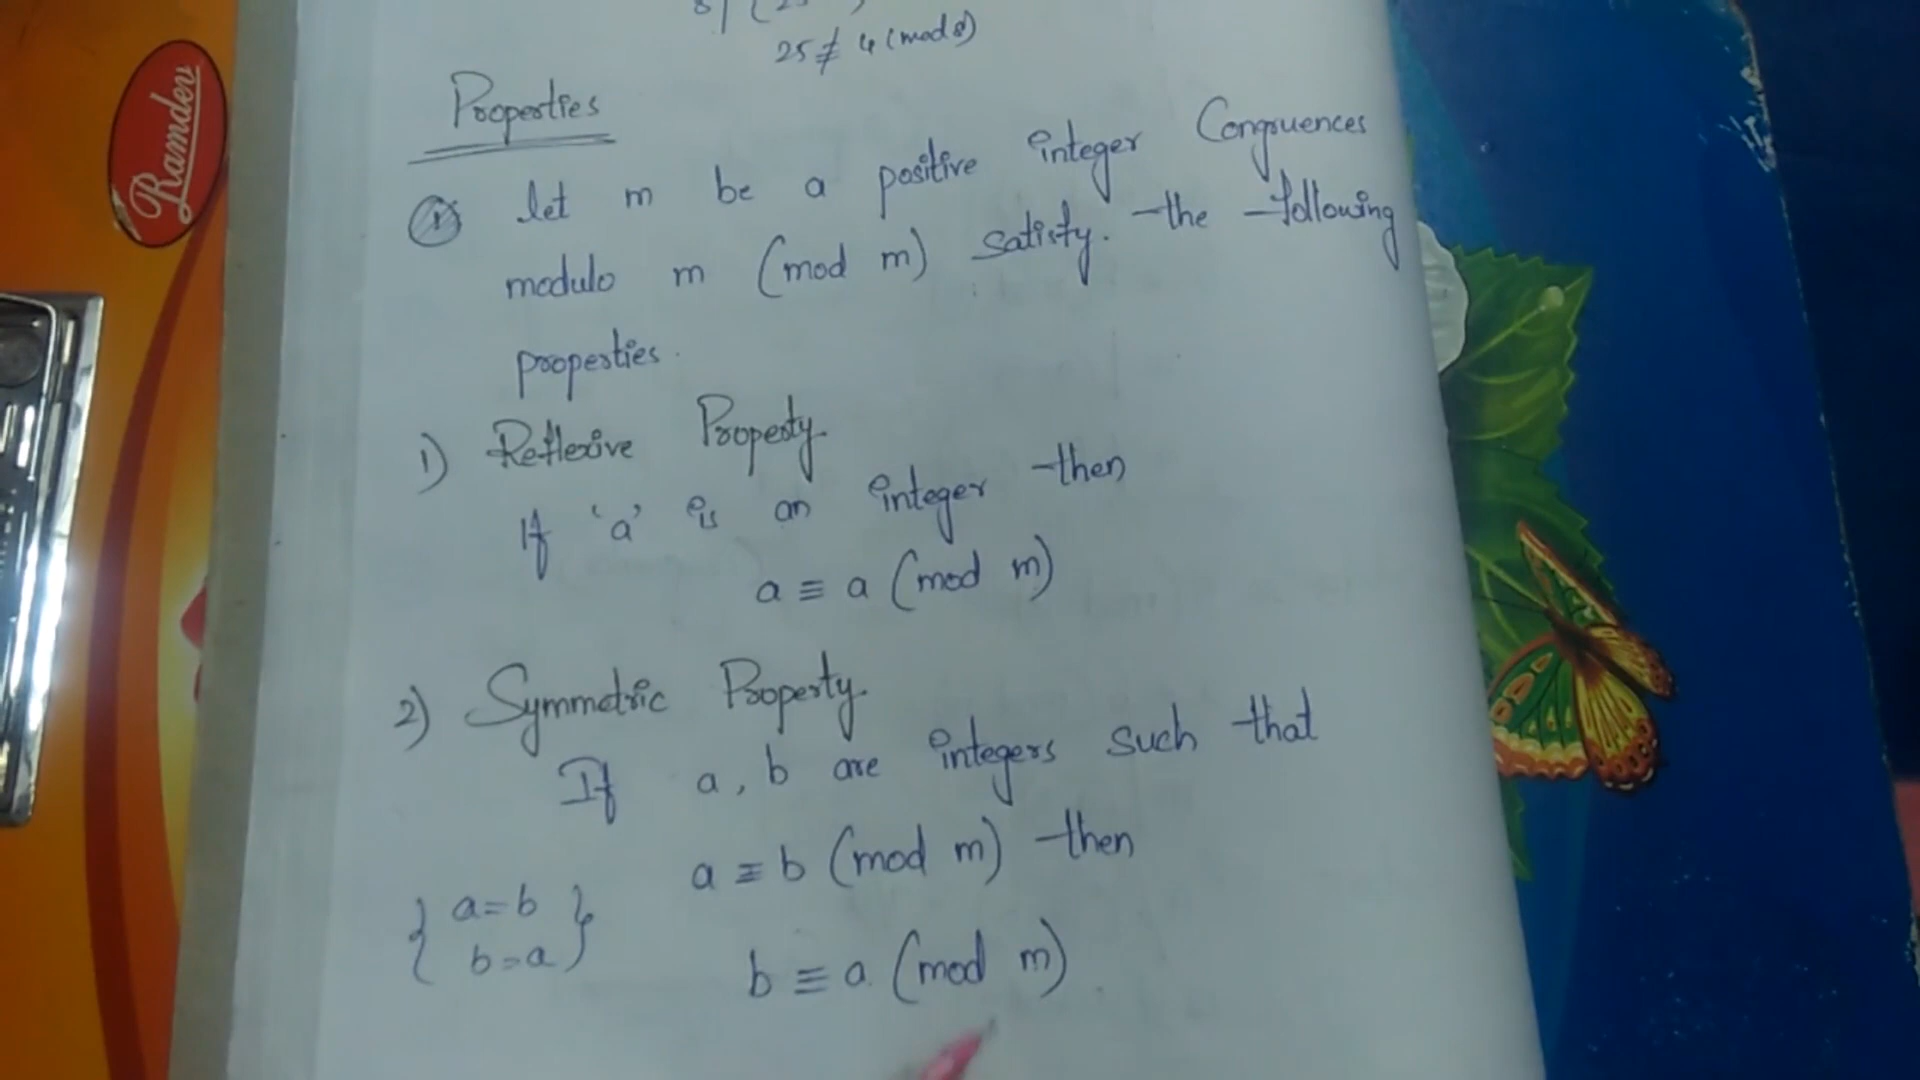 Ramdev
25 ≢ 4 (mod 8)
Properties
① let m be a positive integer Congruences
modulo m (mod m) satisfy. the following
properties.
1) Reflexive Property
If 'a' is an integer then
a ≡ a (mod m)
2) Symmetric Property.
If a, b are integers such that
a ≡ b (mod m) then
{ a=b
b=a }
b ≡ a (mod m)